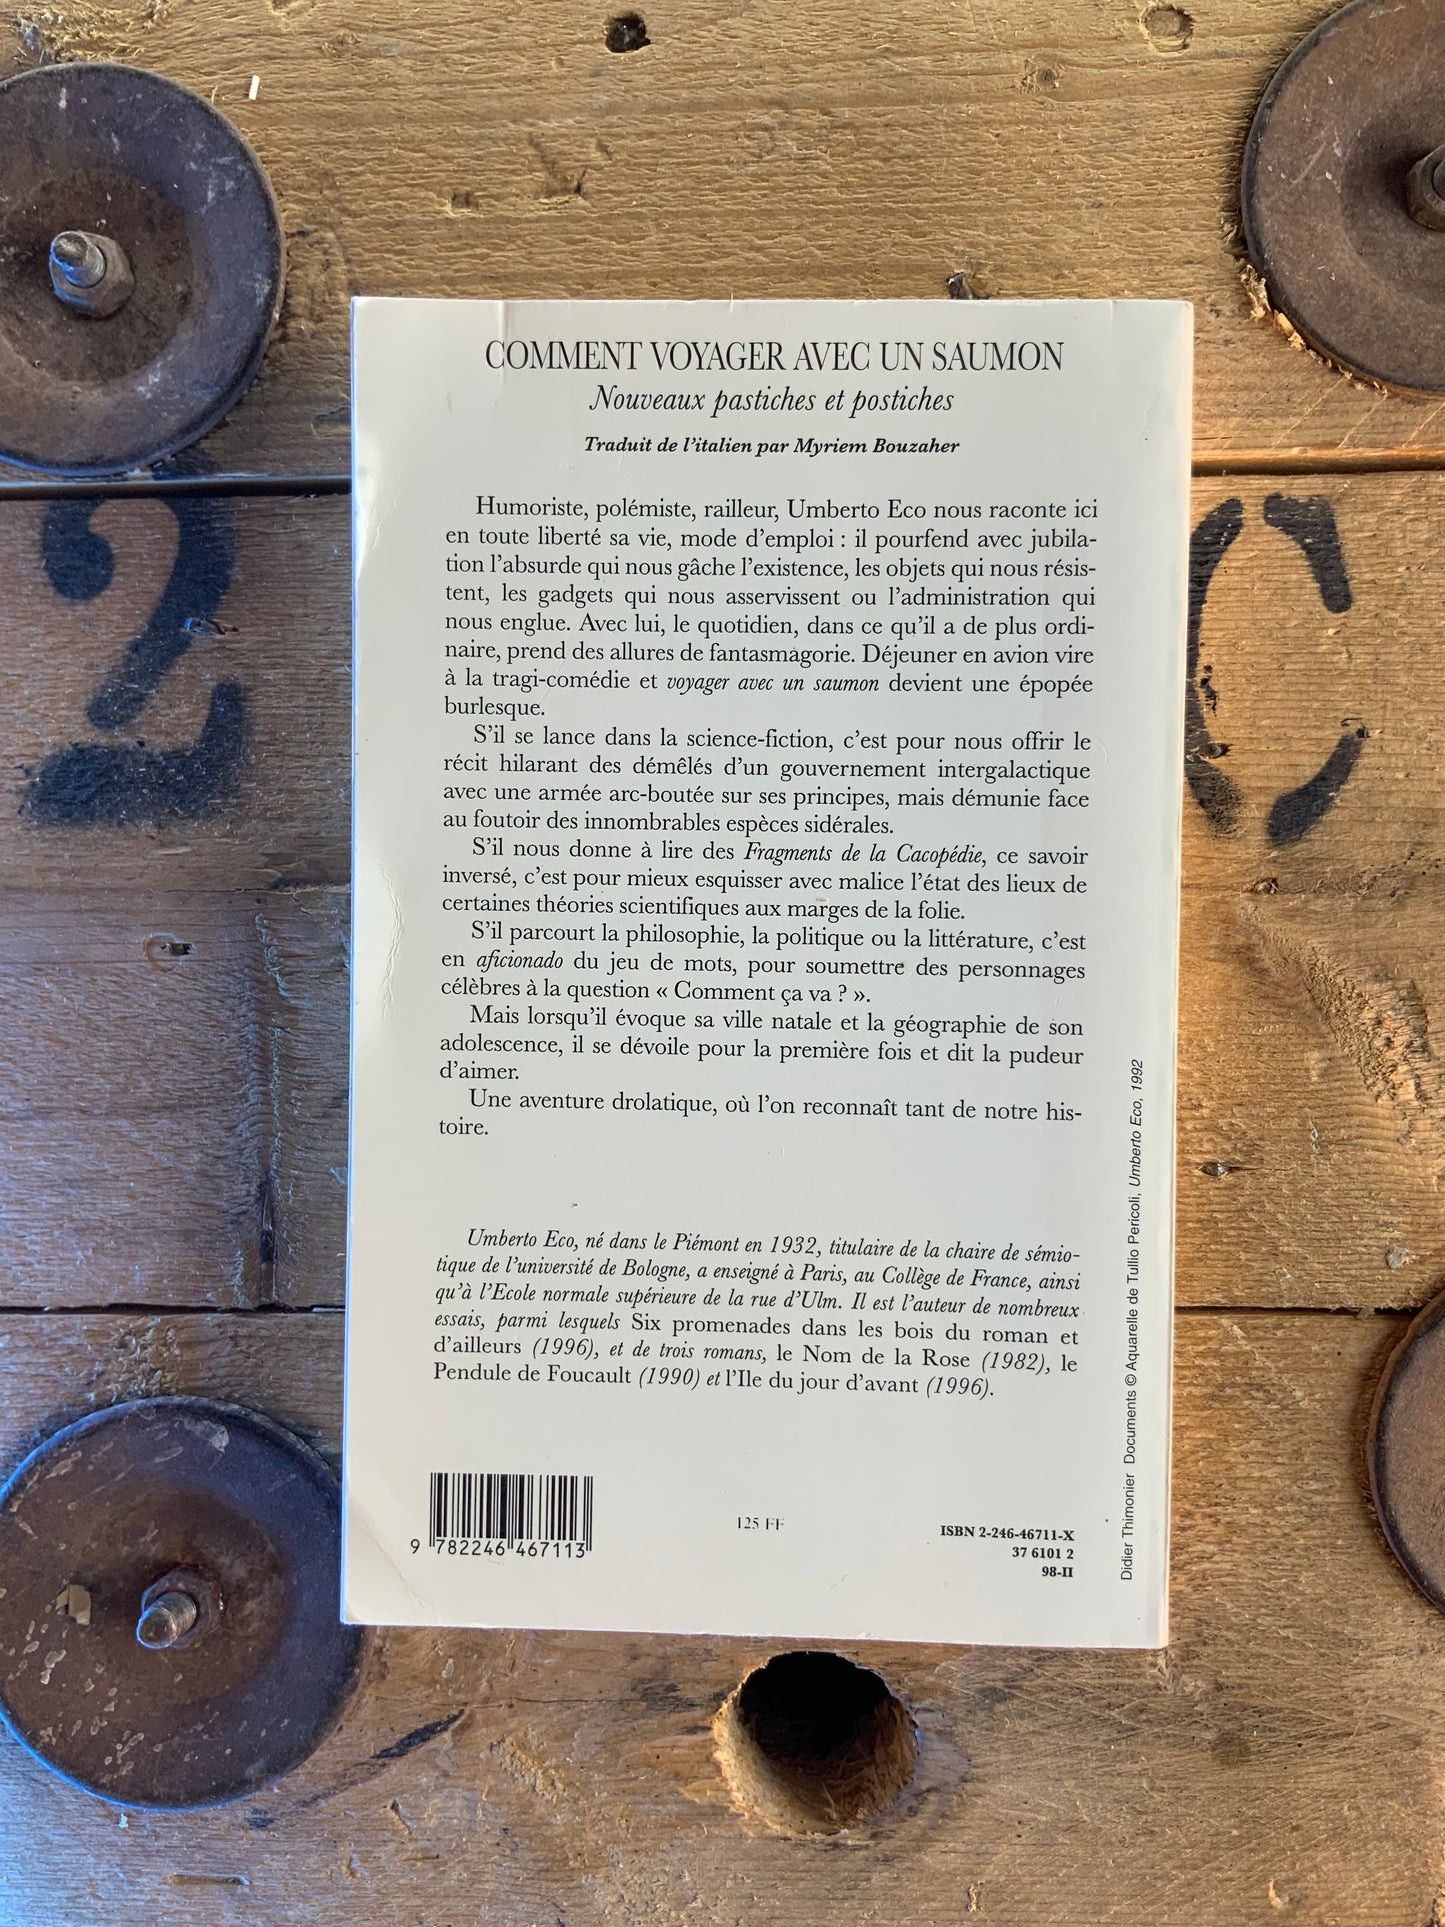 COMMENT VOYAGER AVEC UN SAUMON
Nouveaux pastiches et postiches
Traduit de l'italien par Myriem Bouzaher
Humoriste, polémiste, railleur, Umberto Eco nous raconte ici
en toute liberté sa vie, mode d'emploi : il pourfend avec jubila-
tion l'absurde qui nous gâche l'existence, les objets qui nous résis-
tent, les gadgets qui nous asservissent ou l'administration qui
nous englue. Avec lui, le quotidien, dans ce qu'il a de plus ordi-
naire, prend des allures de fantasmagorie. Déjeuner en avion vire
à la tragi-comédie et voyager avec un saumon devient une épopée
burlesque.
S'il se lance dans la science-fiction, c'est pour nous offrir le
récit hilarant des démêlés d'un gouvernement intergalactique
avec une armée arc-boutée sur ses principes, mais démunie face
au foutoir des innombrables espèces sidérales.
S'il nous donne à lire des Fragments de la Cacopédie, ce savoir
inversé, c'est pour mieux esquisser avec malice l'état des lieux de
certaines théories scientifiques aux marges de la folie.
S'il parcourt la philosophie, la politique ou la littérature, c'est
en aficionado du jeu de mots, pour soumettre des personnages
célèbres à la question « Comment ça va ? ».
Mais lorsqu'il évoque sa ville natale et la géographie de son
adolescence, il se dévoile pour la première fois et dit la pudeur
d'aimer.
Une aventure drolatique, où l'on reconnaît tant de notre his-
toire.
Umberto Eco, né dans le Piémont en 1932, titulaire de la chaire de sémio-
tique de l'université de Bologne, a enseigné à Paris, au Collège de France, ainsi
qu'à l'Ecole normale supérieure de la rue d'Ulm. Il est l'auteur de nombreux
essais, parmi lesquels Six promenades dans les bois du roman et
d'ailleurs (1996), et de trois romans, le Nom de la Rose (1982), le
Pendule de Foucault (1990) et l'Ile du jour d'avant (1996).
9 782246 467113
125 FF
ISBN 2-246-46711-X
37 6101 2
98-II
Didier Thimonier Documents © Aquarelle de Tullio Pericoli, Umberto Eco, 1992
2
C